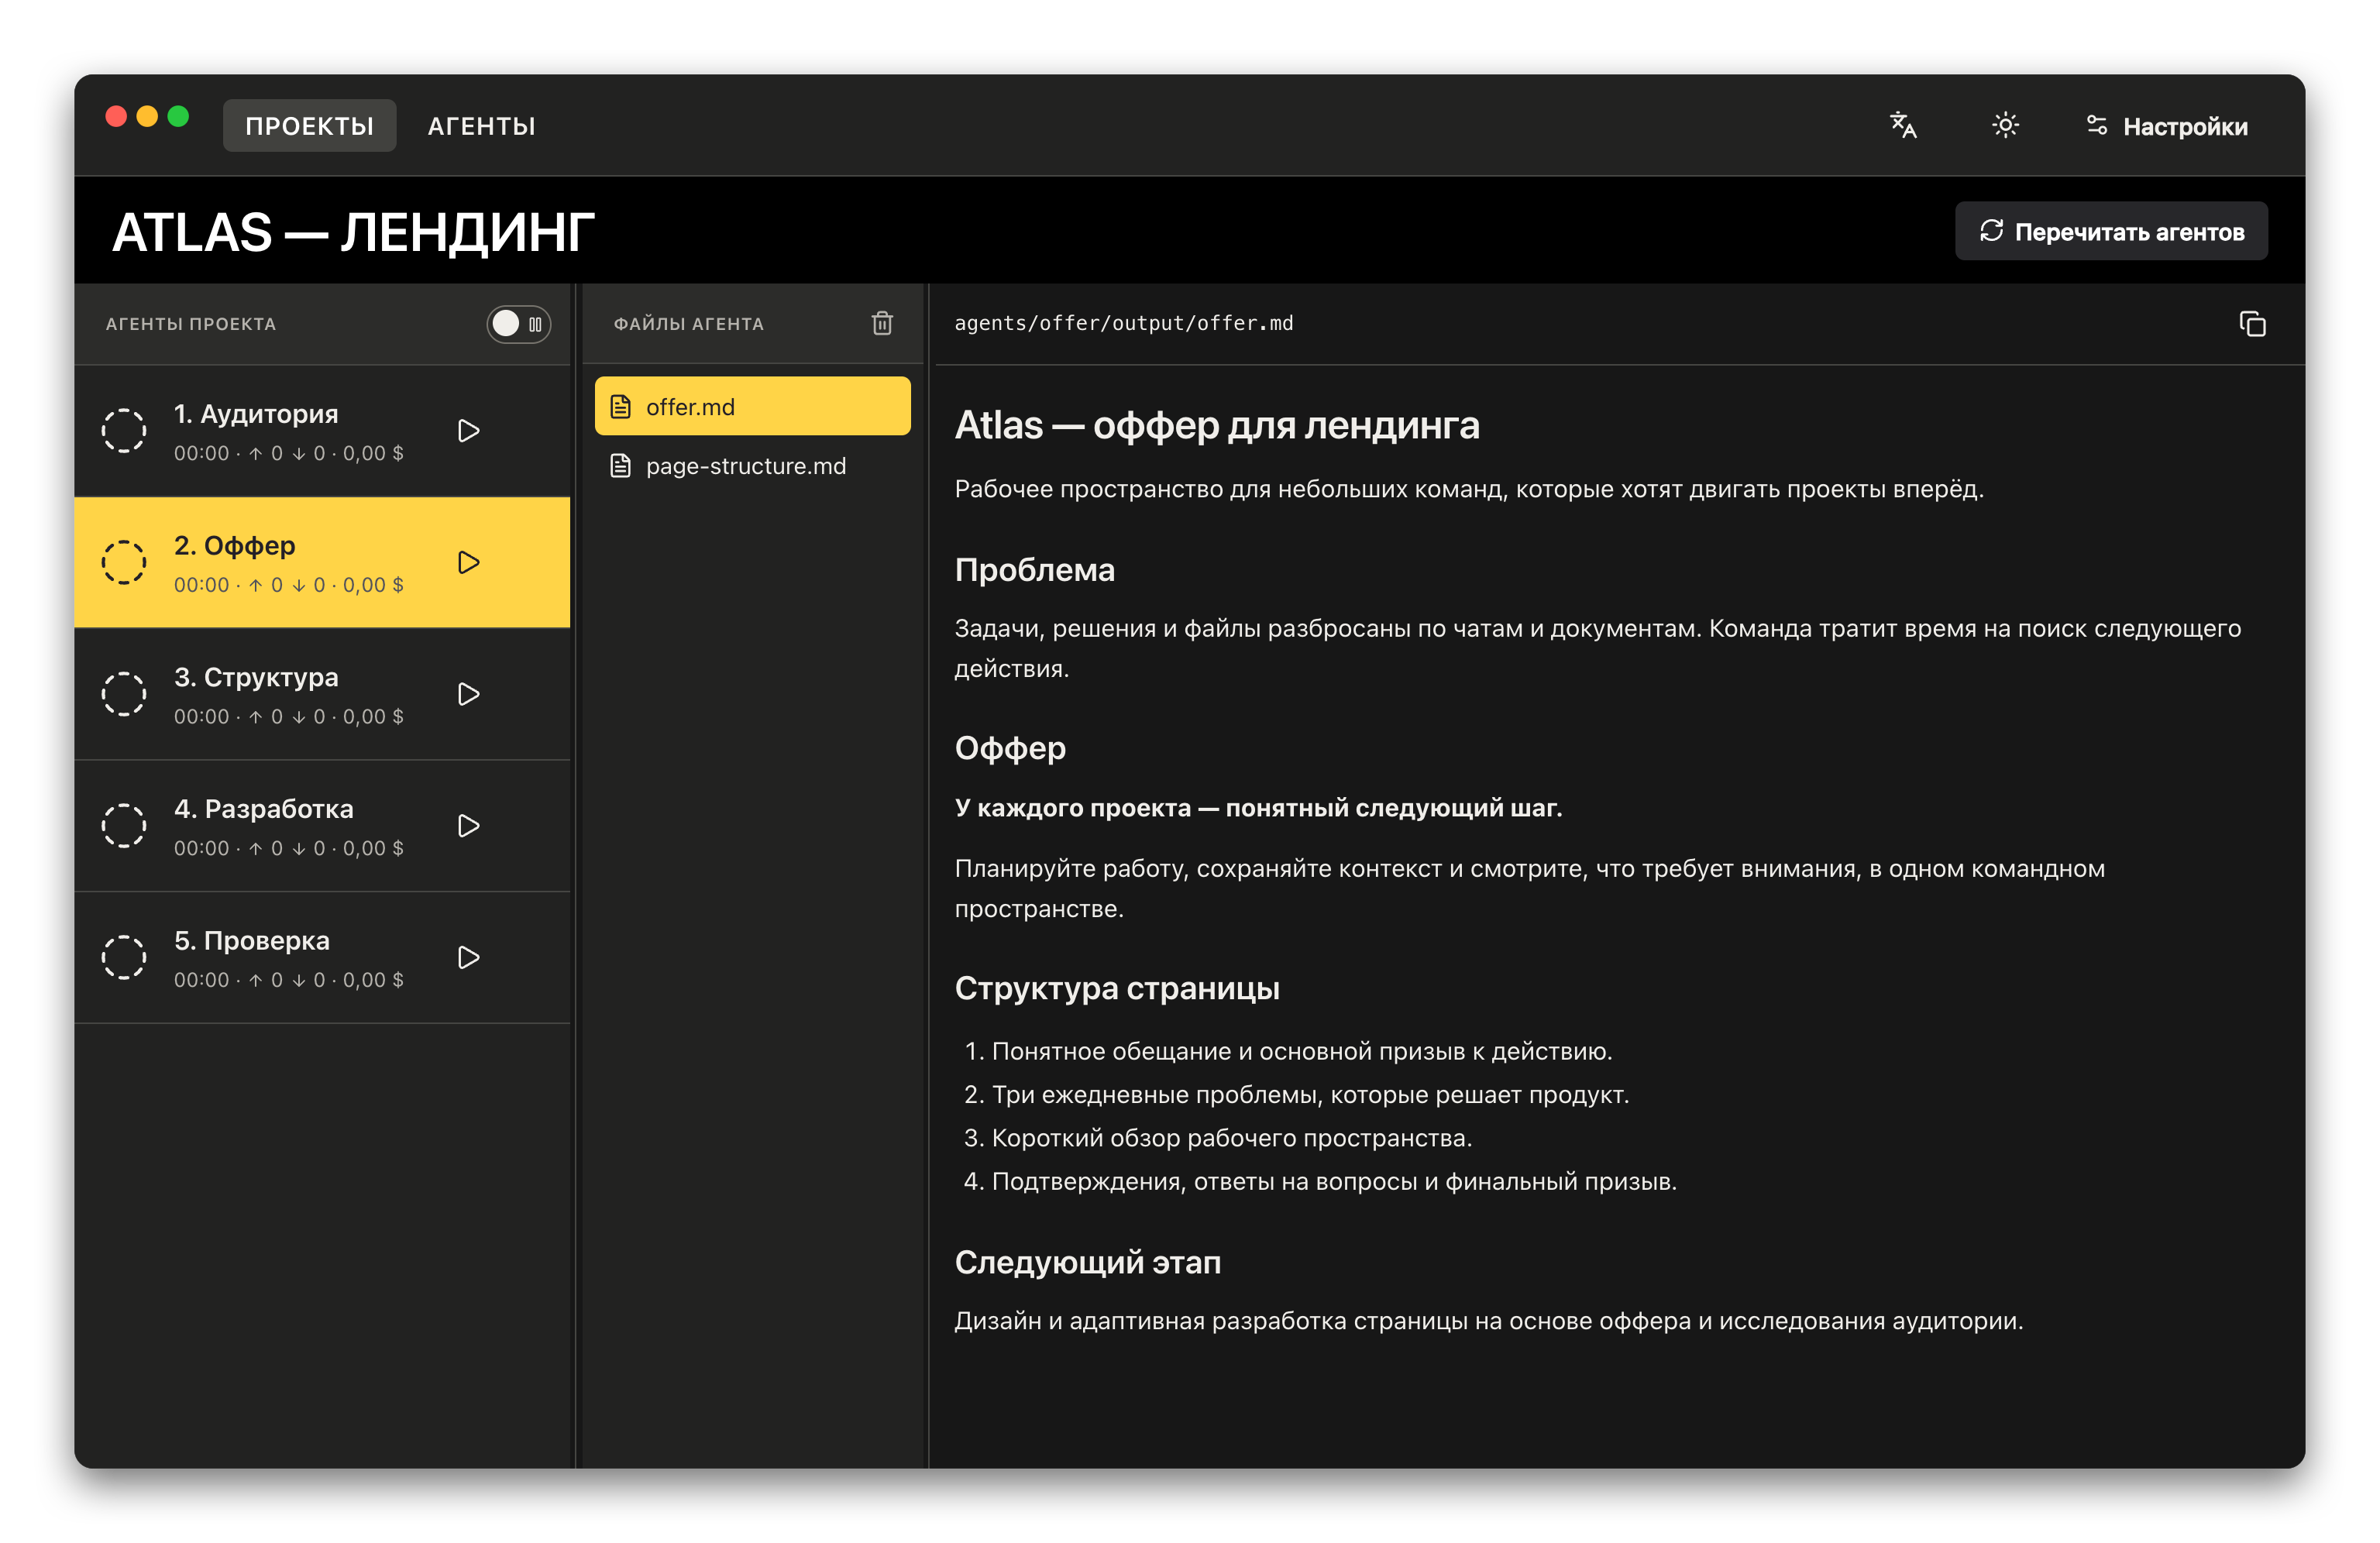 ПРОЕКТЫ АГЕНТЫ Настройки
ATLAS — ЛЕНДИНГ Перечитать агентов
АГЕНТЫ ПРОЕКТА
1. Аудитория
00:00 · ↑ 0 ↓ 0 · 0,00 $
2. Оффер
00:00 · ↑ 0 ↓ 0 · 0,00 $
3. Структура
00:00 · ↑ 0 ↓ 0 · 0,00 $
4. Разработка
00:00 · ↑ 0 ↓ 0 · 0,00 $
5. Проверка
00:00 · ↑ 0 ↓ 0 · 0,00 $
ФАЙЛЫ АГЕНТА
offer.md
page-structure.md
agents/offer/output/offer.md
Atlas — оффер для лендинга
Рабочее пространство для небольших команд, которые хотят двигать проекты вперёд.
Проблема
Задачи, решения и файлы разбросаны по чатам и документам. Команда тратит время на поиск следующего
действия.
Оффер
У каждого проекта — понятный следующий шаг.
Планируйте работу, сохраняйте контекст и смотрите, что требует внимания, в одном командном
пространстве.
Структура страницы
1. Понятное обещание и основной призыв к действию.
2. Три ежедневные проблемы, которые решает продукт.
3. Короткий обзор рабочего пространства.
4. Подтверждения, ответы на вопросы и финальный призыв.
Следующий этап
Дизайн и адаптивная разработка страницы на основе оффера и исследования аудитории.